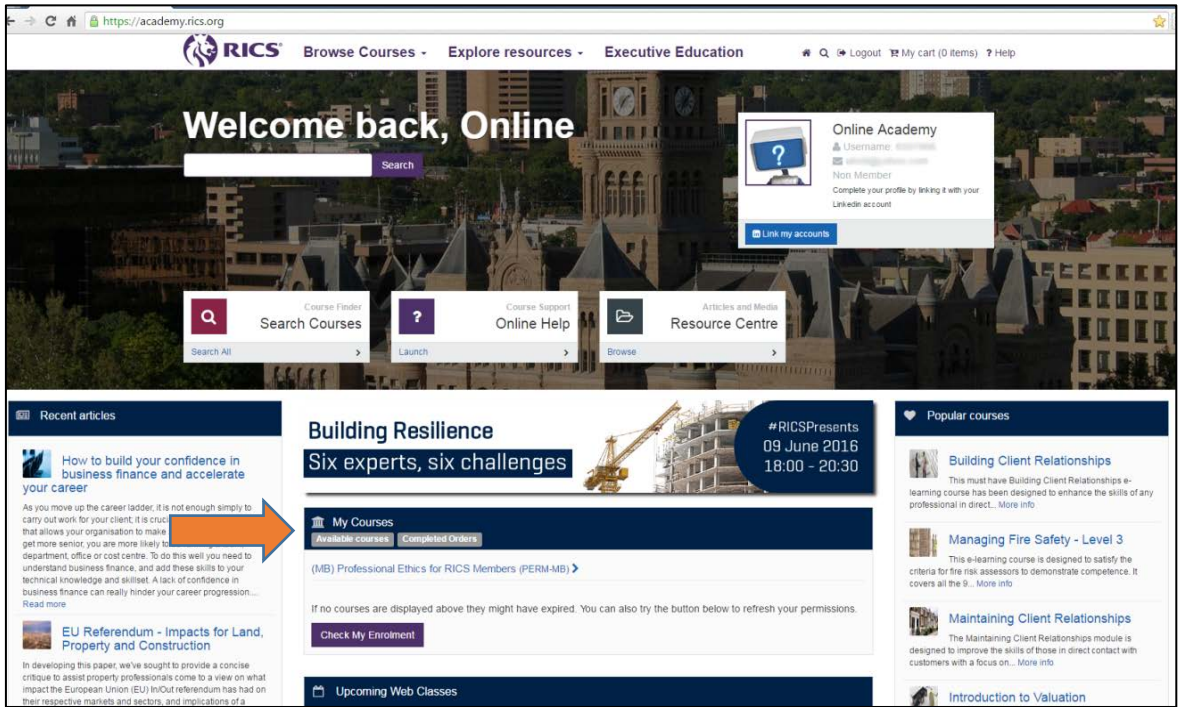 https://academy.rics.org
RICS Browse Courses Explore resources Executive Education Logout My cart (0 items) ? Help
Welcome back, Online
Search
Online Academy
Username:
Non Member
Complete your profile by linking it with your
Linkedin account
Link my accounts
Course Finder
Search Courses
Search All
Course Support
Online Help
Launch
Articles and Media
Resource Centre
Browse
Recent articles
How to build your confidence in
business finance and accelerate
your career
As you move up the career ladder, it is not enough simply to
carry out work for your client; it is
that allows your organisation to make
get more senior, you are more likely to
department, office or cost centre. To do this well you need to
understand business finance, and add these skills to your
technical knowledge and skillset. A lack of confidence in
business finance can really hinder your career progression....
Read more
EU Referendum - Impacts for Land,
Property and Construction
In developing this paper, we've sought to provide a concise
critique to assist property professionals come to a view on what
impact the European Union (EU) In/Out referendum has had on
their respective markets and sectors, and implications of a
Building Resilience
Six experts, six challenges
#RICSPresents
09 June 2016
18:00 - 20:30
My Courses
Available courses Completed Orders
(MB) Professional Ethics for RICS Members (PERM-MB)
If no courses are displayed above they might have expired. You can also try the button below to refresh your permissions.
Check My Enrolment
Upcoming Web Classes
Popular courses
Building Client Relationships
This must have Building Client Relationships e-
learning course has been designed to enhance the skills of any
professional in direct... More info
Managing Fire Safety - Level 3
This e-learning course is designed to satisfy the
criteria for fire risk assessors to demonstrate competence. It
covers all the 9... More info
Maintaining Client Relationships
The Maintaining Client Relationships module is
designed to improve the skills of those in direct contact with
customers with a focus on... More info
Introduction to Valuation